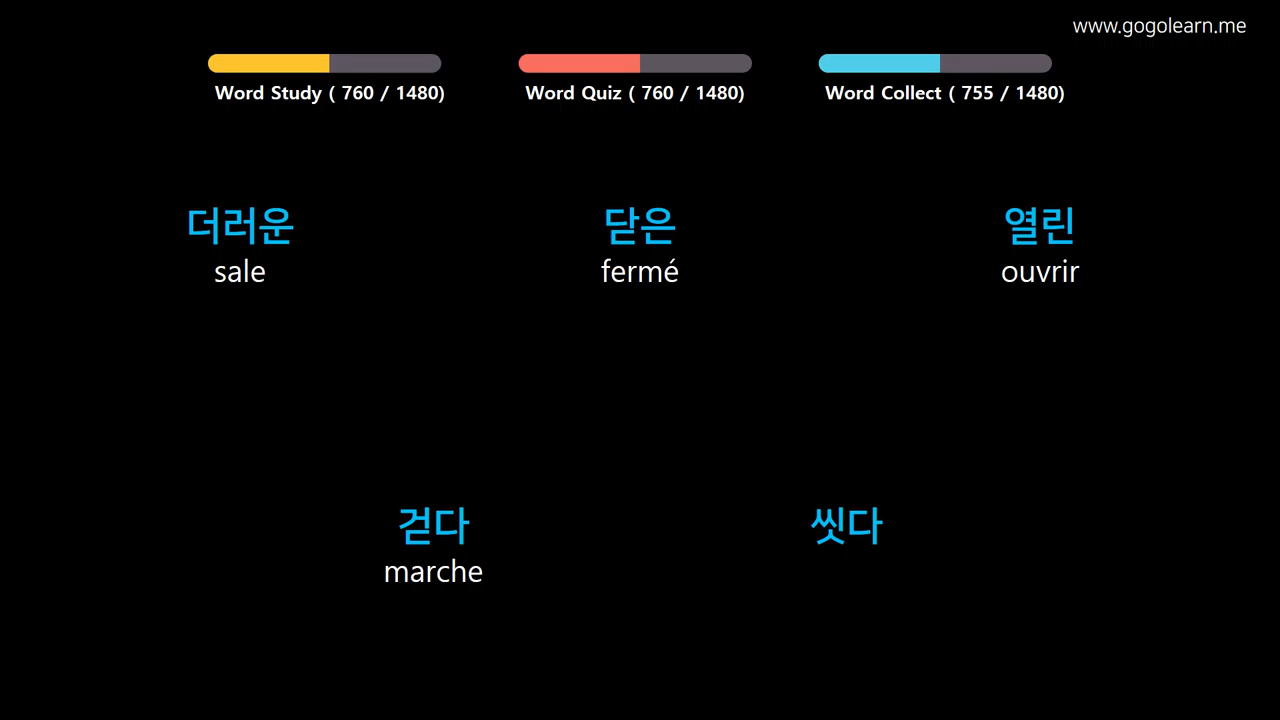 www.gogolearn.me
Word Study ( 760 / 1480)
Word Quiz ( 760 / 1480)
Word Collect ( 755 / 1480)
더러운
sale
닫은
fermé
열린
ouvrir
걷다
marche
씻다